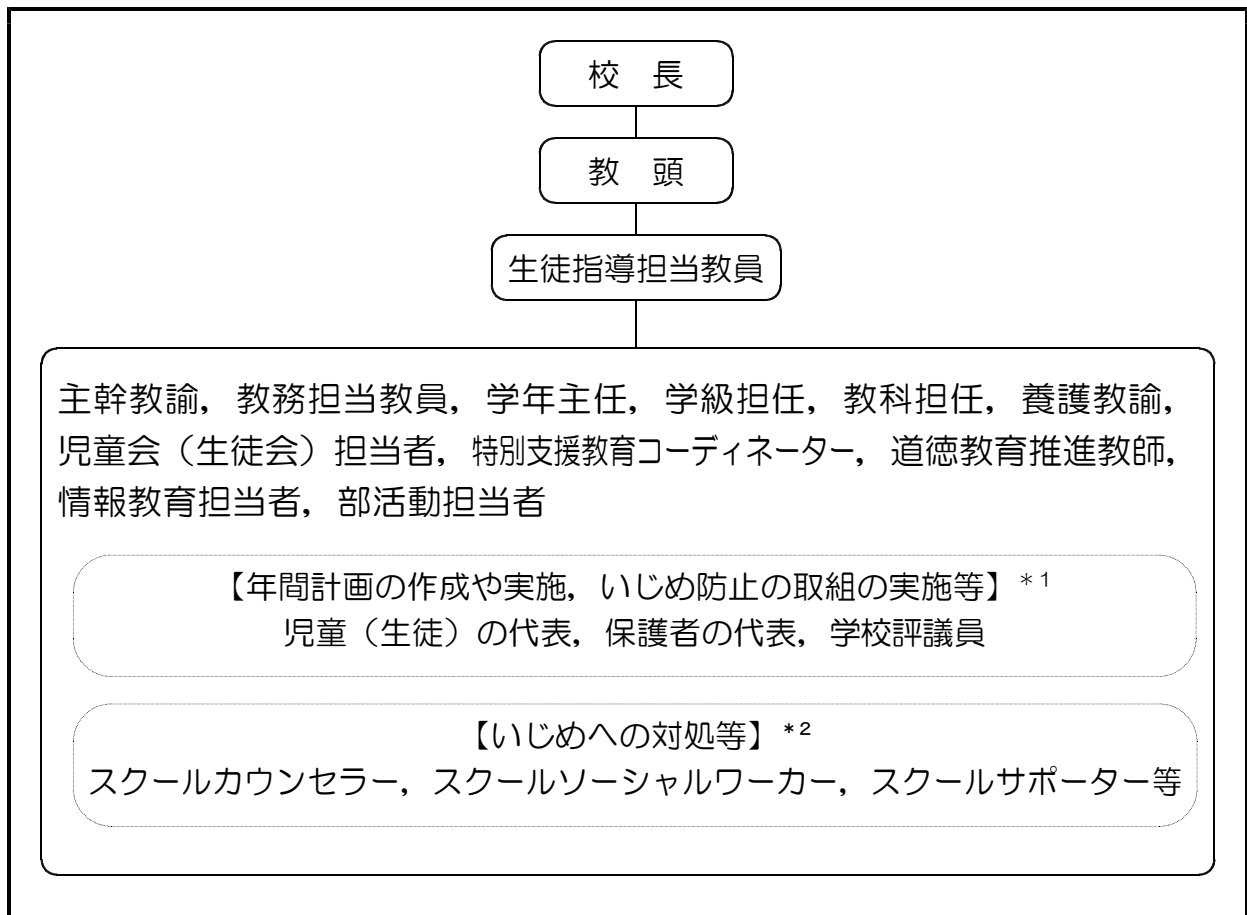 校　長
教　頭
生徒指導担当教員
主幹教諭，教務担当教員，学年主任，学級担任，教科担任，養護教諭，
児童会（生徒会）担当者，特別支援教育コーディネーター，道徳教育推進教師，
情報教育担当者，部活動担当者
【年間計画の作成や実施，いじめ防止の取組の実施等】＊1
児童（生徒）の代表，保護者の代表，学校評議員
【いじめへの対処等】*2
スクールカウンセラー，スクールソーシャルワーカー，スクールサポーター等